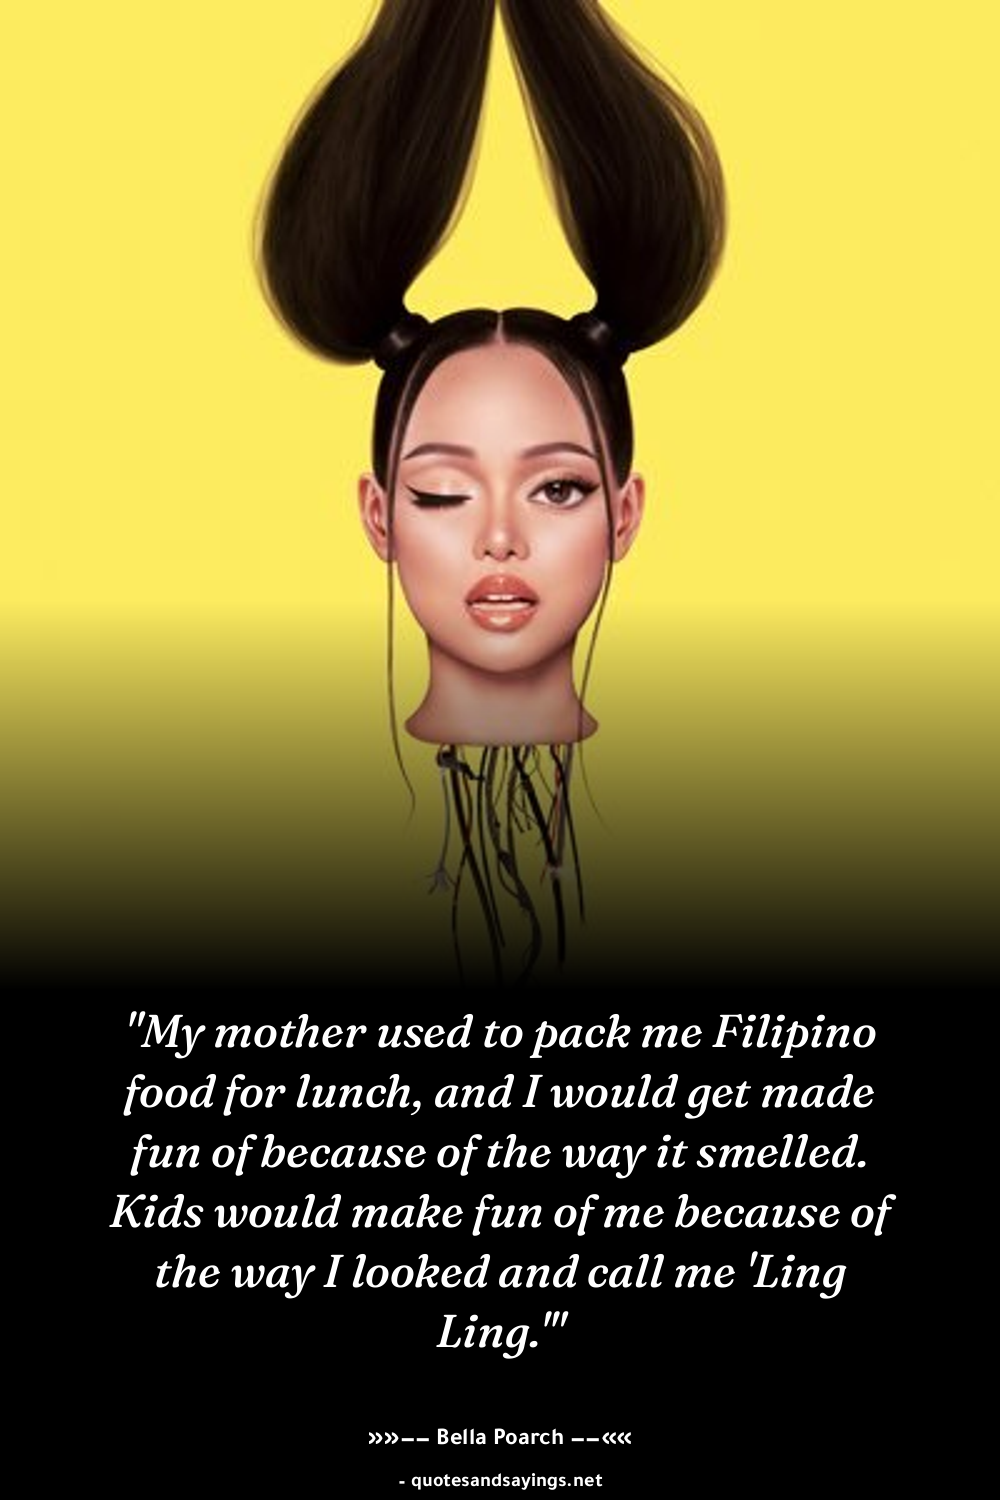 "My mother used to pack me Filipino
food for lunch, and I would get made
fun of because of the way it smelled.
Kids would make fun of me because of
the way I looked and call me 'Ling
Ling.'"
»»—— Bella Poarch ——««
- quotesandsayings.net